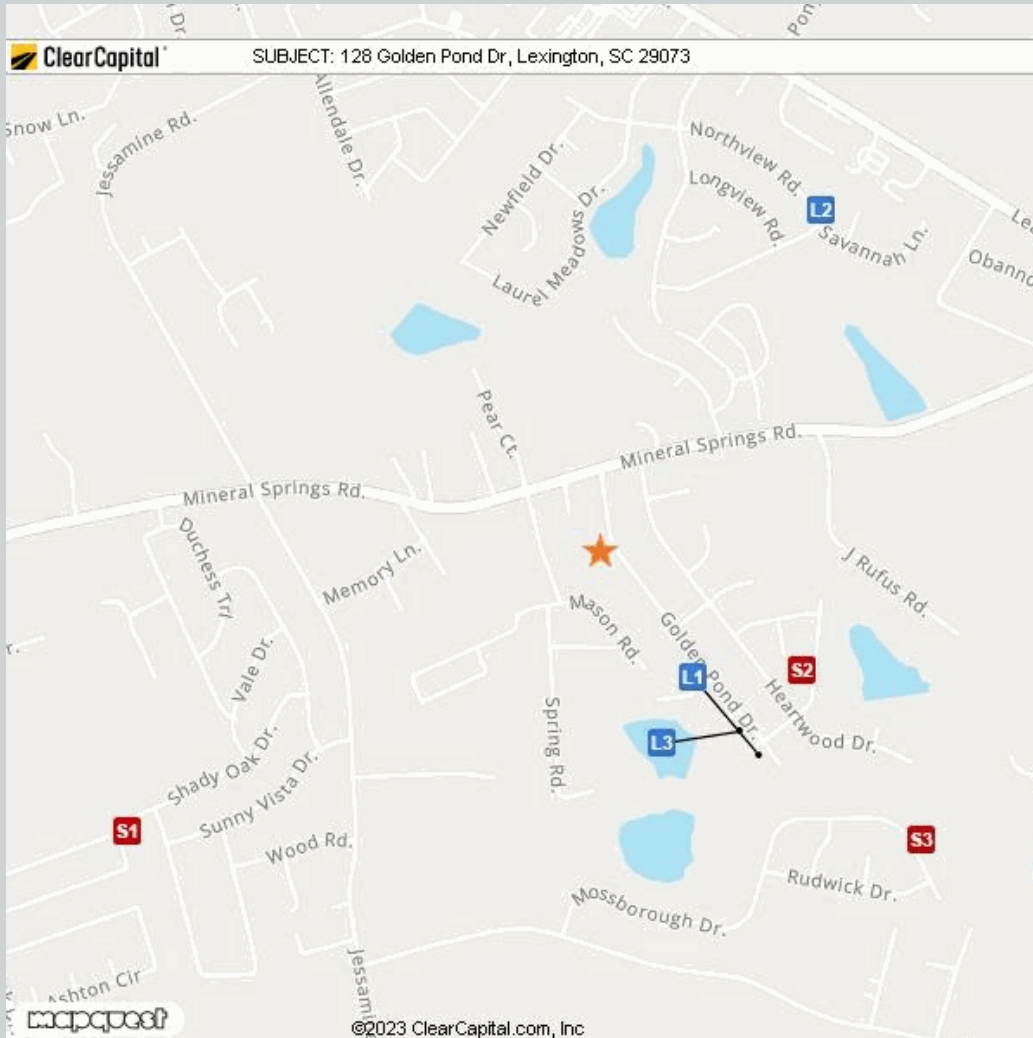 ClearCapital
SUBJECT: 128 Golden Pond Dr, Lexington, SC 29073
Dr.
Snow Ln.
Jessamine Rd.
Allendale Dr.
Newfield Dr.
Northview Rd.
Longview Rd.
L2
Savannah Ln.
Laurel Meadows Dr.
Pear Ct.
Mineral Springs Rd.
Mineral Springs Rd.
Duchess Trl
Memory Ln.
J Rufus Rd.
Mason Rd.
Golden Pond Dr.
Vale Dr.
L1
S2
Heartwood Dr.
L3
Spring Rd.
Shady Oak Dr.
Sunny Vista Dr.
S1
Wood Rd.
S3
Rudwick Dr.
Mossborough Dr.
Ashton Cir
mapquest
©2023 ClearCapital.com, Inc